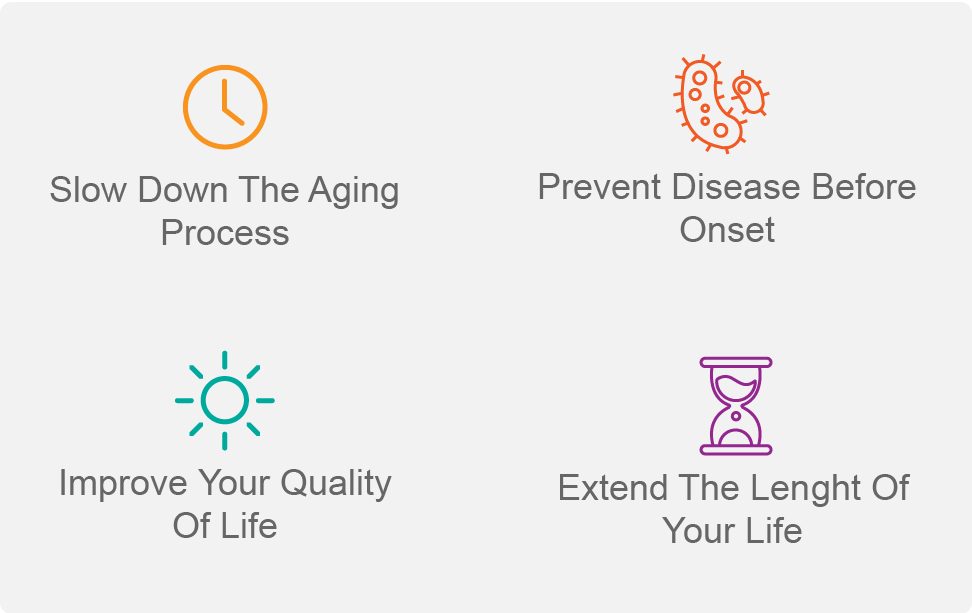 Slow Down The Aging
Process
Prevent Disease Before
Onset
Improve Your Quality
Of Life
Extend The Lenght Of
Your Life